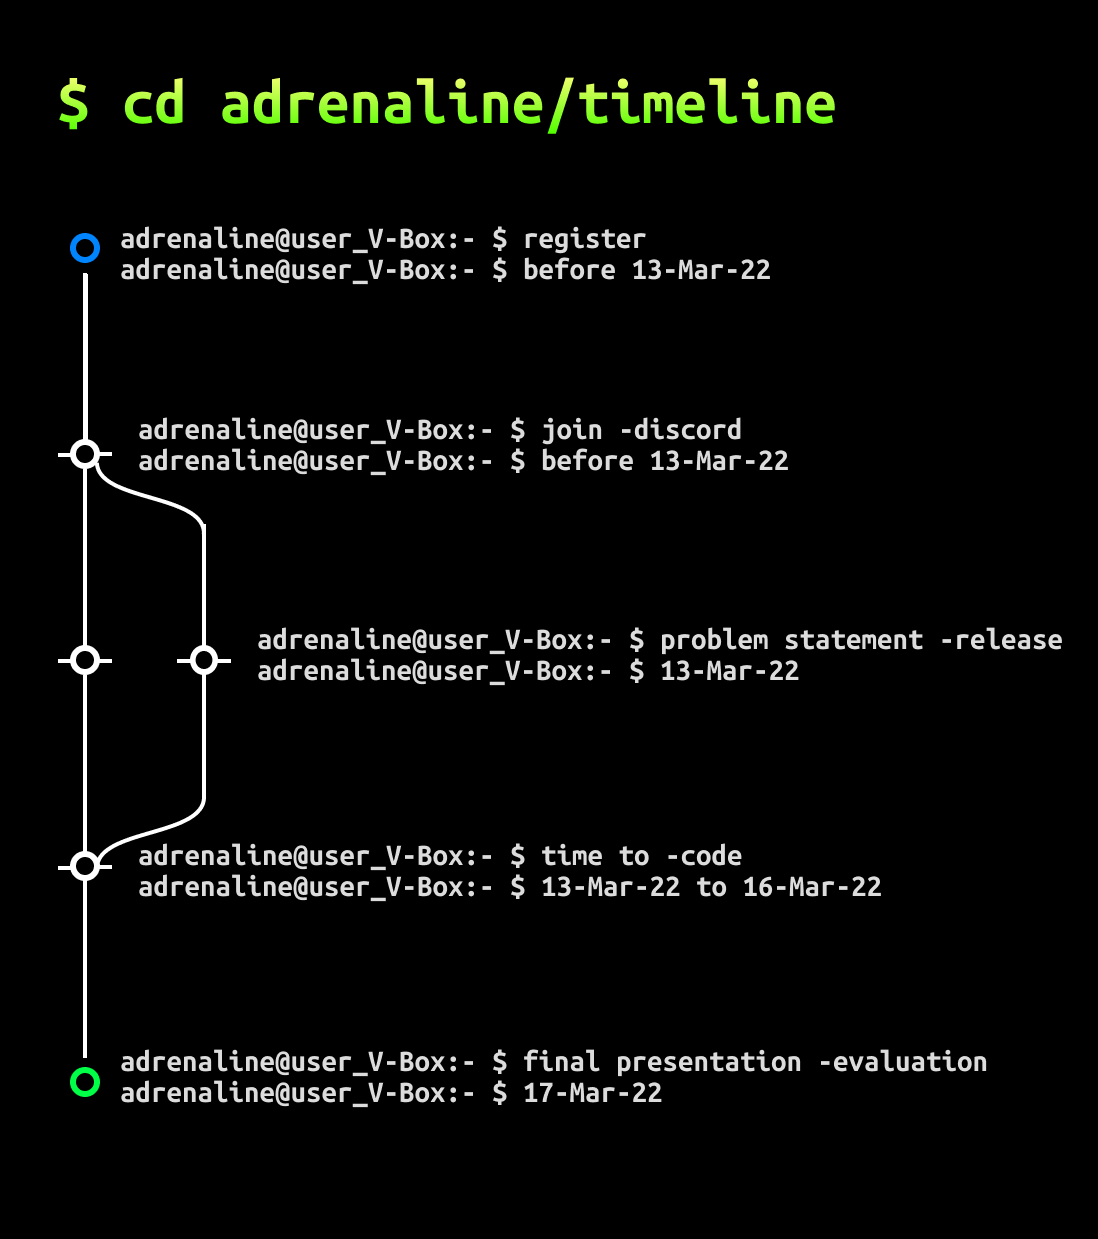 $ cd adrenaline/timeline
adrenaline@user_V-Box:- $ register
adrenaline@user_V-Box:- $ before 13-Mar-22
adrenaline@user_V-Box:- $ join -discord
adrenaline@user_V-Box:- $ before 13-Mar-22
adrenaline@user_V-Box:- $ problem statement -release
adrenaline@user_V-Box:- $ 13-Mar-22
adrenaline@user_V-Box:- $ time to -code
adrenaline@user_V-Box:- $ 13-Mar-22 to 16-Mar-22
adrenaline@user_V-Box:- $ final presentation -evaluation
adrenaline@user_V-Box:- $ 17-Mar-22